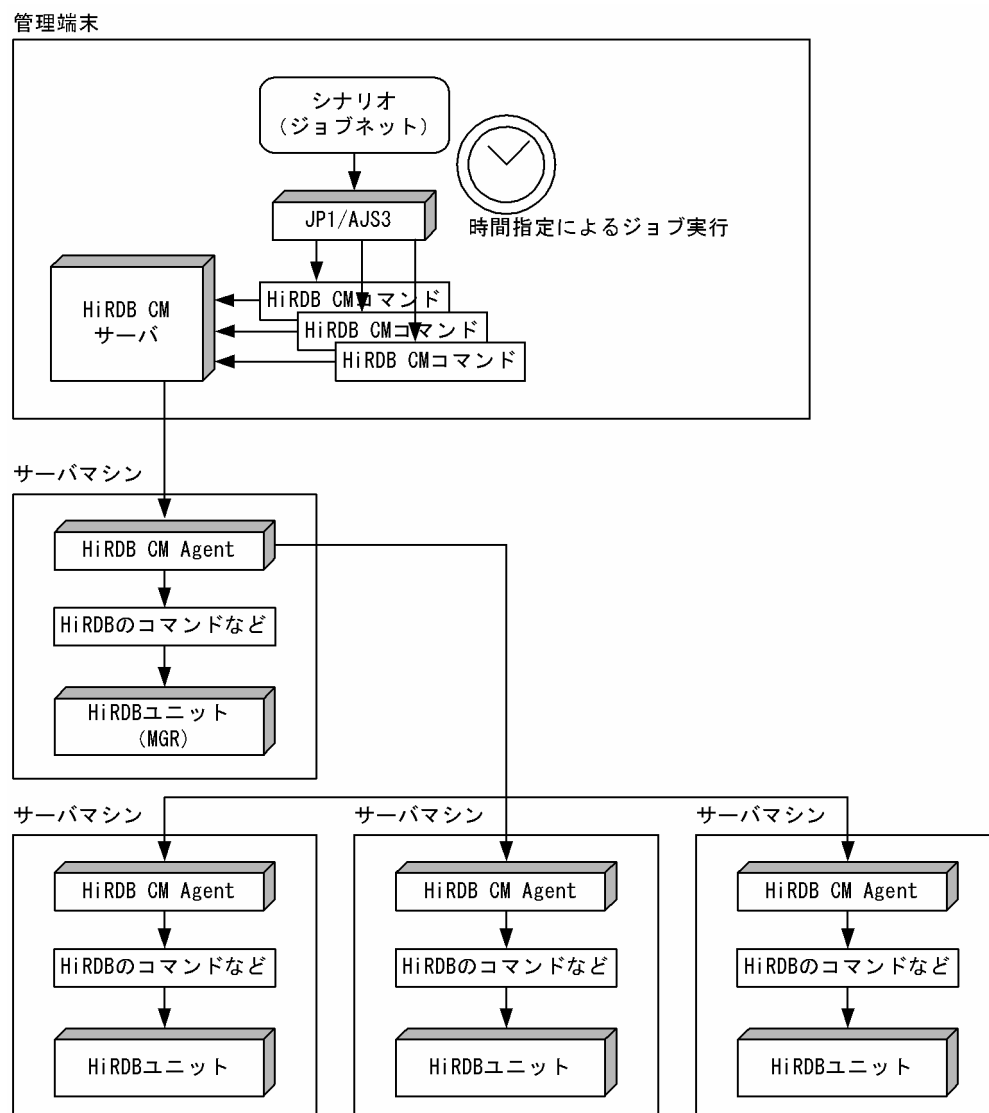 管理端末
シナリオ
(ジョブネット)
JP1/AJS3
時間指定によるジョブ実行
HiRDB CM
サーバ
HiRDB CMコマンド
HiRDB CMコマンド
HiRDB CMコマンド
サーバマシン
HiRDB CM Agent
HiRDBのコマンドなど
HiRDBユニット
(MGR)
サーバマシン
サーバマシン
サーバマシン
HiRDB CM Agent
HiRDB CM Agent
HiRDB CM Agent
HiRDBのコマンドなど
HiRDBのコマンドなど
HiRDBのコマンドなど
HiRDBユニット
HiRDBユニット
HiRDBユニット